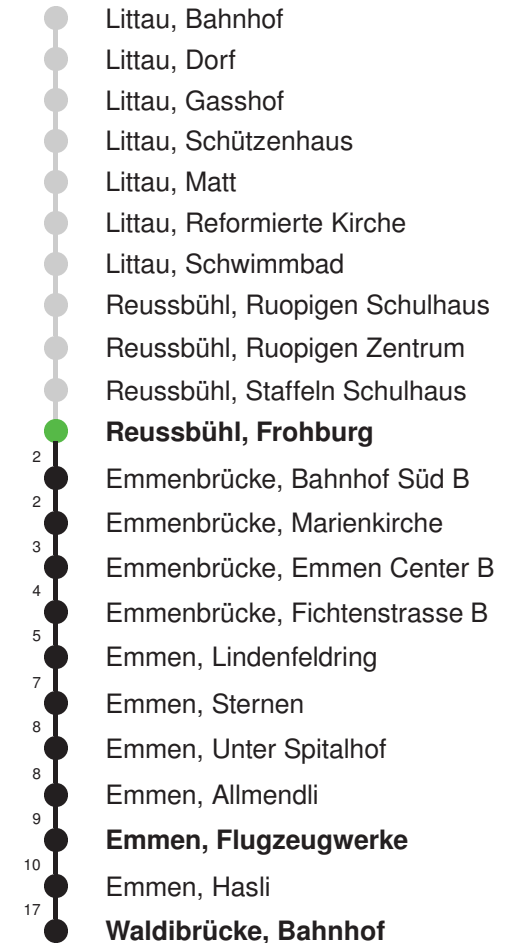 Littau, Bahnhof
Littau, Dorf
Littau, Gasshof
Littau, Schützenhaus
Littau, Matt
Littau, Reformierte Kirche
Littau, Schwimmbad
Reussbühl, Ruopigen Schulhaus
Reussbühl, Ruopigen Zentrum
Reussbühl, Staffeln Schulhaus
Reussbühl, Frohburg
2
Emmenbrücke, Bahnhof Süd B
2
Emmenbrücke, Marienkirche
3
Emmenbrücke, Emmen Center B
4
Emmenbrücke, Fichtenstrasse B
5
Emmen, Lindenfeldring
7
Emmen, Sternen
8
Emmen, Unter Spitalhof
8
Emmen, Allmendli
9
Emmen, Flugzeugwerke
10
Emmen, Hasli
17
Waldibrücke, Bahnhof